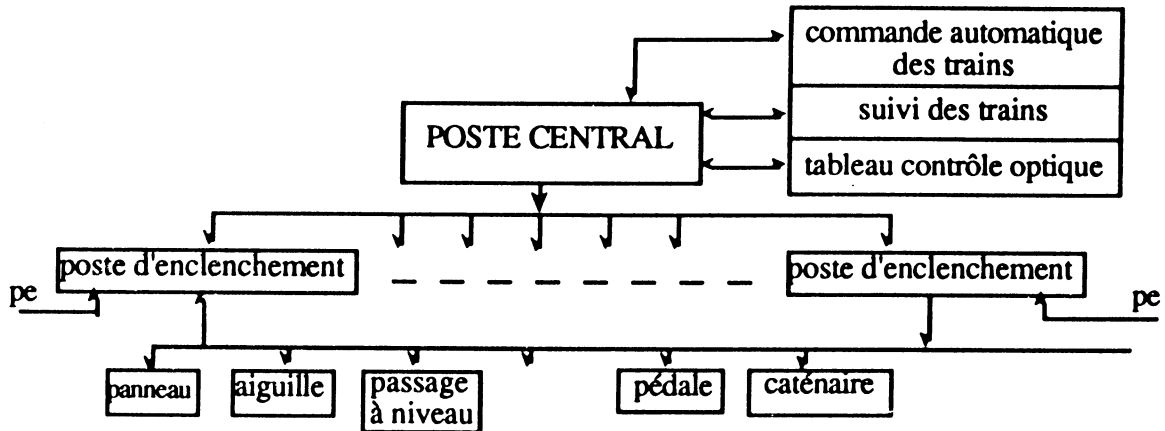 commande automatique
des trains
suivi des trains
POSTE CENTRAL
tableau contrôle optique
poste d'enclenchement
poste d'enclenchement
pe
pe
panneau
aiguille
passage
à niveau
pédale
caténaire